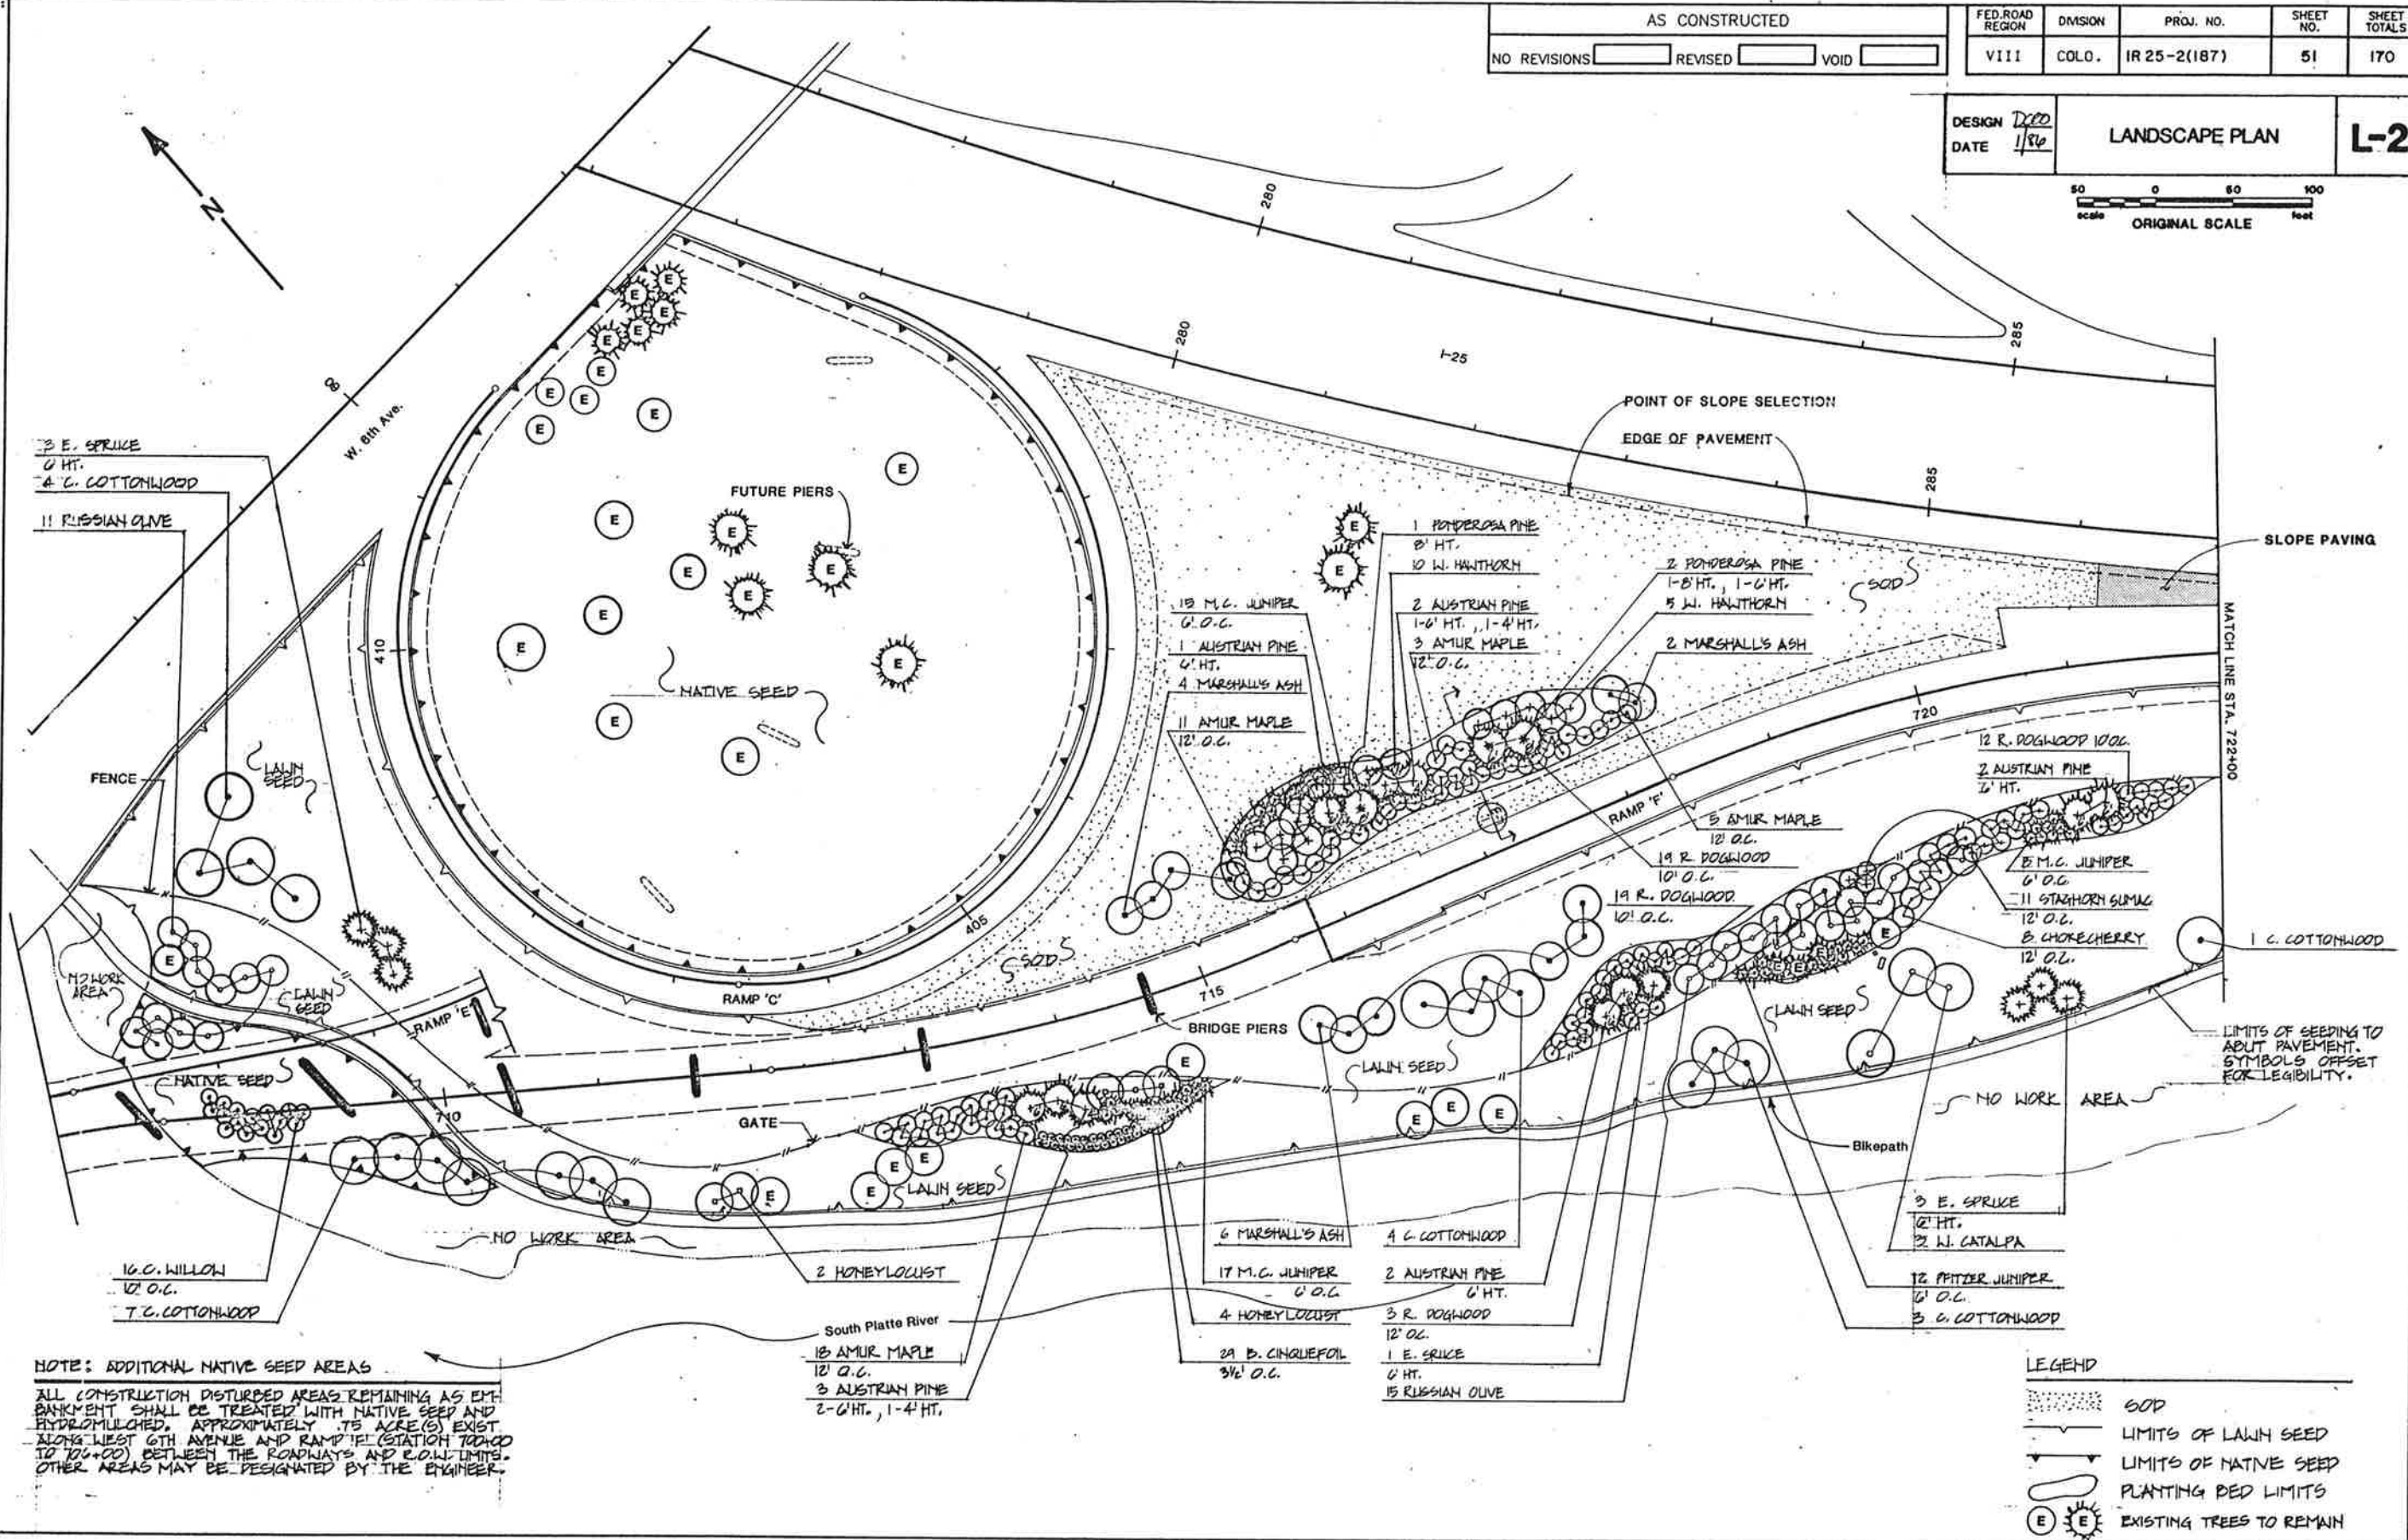 AS CONSTRUCTED
NO REVISIONS REVISED VOID
FED.ROAD REGION DIVISION PROJ. NO. SHEET NO. SHEET TOTALS
VIII COLO. IR 25-2(187) 51 170
DESIGN
DATE 1/86
LANDSCAPE PLAN
L-2
50 0 50 100
scale feet
ORIGINAL SCALE
N
280
280
285
285
I-25
W. 6th Ave.
POINT OF SLOPE SELECTION
EDGE OF PAVEMENT
SLOPE PAVING
MATCH LINE STA. 722+00
3 E. SPRUCE
6' HT.
4 C. COTTONWOOD
11 RUSSIAN OLIVE
FUTURE PIERS
NATIVE SEED
410
405
FENCE
LAWN SEED
LAWN SEED
NO WORK AREA
RAMP 'E'
RAMP 'C'
NATIVE SEED
710
1 PONDEROSA PINE
8' HT.
10 W. HAWTHORN
2 AUSTRIAN PINE
1-6' HT., 1-4' HT.
3 AMUR MAPLE
12' O.C.
15 M.C. JUNIPER
6' O.C.
1 AUSTRIAN PINE
6' HT.
4 MARSHALL'S ASH
11 AMUR MAPLE
12' O.C.
2 PONDEROSA PINE
1-8' HT., 1-6' HT.
5 W. HAWTHORN
2 MARSHALL'S ASH
SOD
SOD
720
RAMP 'F'
5 AMUR MAPLE
12' O.C.
19 R. DOGWOOD
10' O.C.
19 R. DOGWOOD
10' O.C.
12 R. DOGWOOD 10' O.C.
2 AUSTRIAN PINE
6' HT.
8 M.C. JUNIPER
6' O.C.
11 STAGHORN SUMAC
12' O.C.
8 CHOKECHERRY
12' O.C.
1 C. COTTONWOOD
715
BRIDGE PIERS
GATE
LAWN SEED
LAWN SEED
LAWN SEED
LIMITS OF SEEDING TO
ABUT PAVEMENT.
SYMBOLS OFFSET
FOR LEGIBILITY.
NO WORK AREA
Bikepath
NO WORK AREA
16 C. WILLOW
10' O.C.
7 C. COTTONWOOD
2 HONEYLOCUST
South Platte River
18 AMUR MAPLE
12' O.C.
3 AUSTRIAN PINE
2-6' HT., 1-4' HT.
6 MARSHALL'S ASH
17 M.C. JUNIPER
6' O.C.
4 HONEYLOCUST
29 B. CINQUEFOIL
3½' O.C.
4 C. COTTONWOOD
2 AUSTRIAN PINE
6' HT.
3 R. DOGWOOD
12' O.C.
1 E. SRUCE
6' HT.
15 RUSSIAN OLIVE
3 E. SPRUCE
6' HT.
3 W. CATALPA
12 PFITZER JUNIPER
6' O.C.
3 C. COTTONWOOD
NOTE: ADDITIONAL NATIVE SEED AREAS
ALL CONSTRUCTION DISTURBED AREAS REMAINING AS EM-
BANKMENT SHALL BE TREATED WITH NATIVE SEED AND
HYDROMULCHED. APPROXIMATELY .75 ACRE(S) EXIST
ALONG WEST 6TH AVENUE AND RAMP 'F' (STATION 700+00
TO 706+00) BETWEEN THE ROADWAYS AND R.O.W. LIMITS.
OTHER AREAS MAY BE DESIGNATED BY THE ENGINEER.
LEGEND
SOD
LIMITS OF LAWN SEED
LIMITS OF NATIVE SEED
PLANTING BED LIMITS
E E EXISTING TREES TO REMAIN